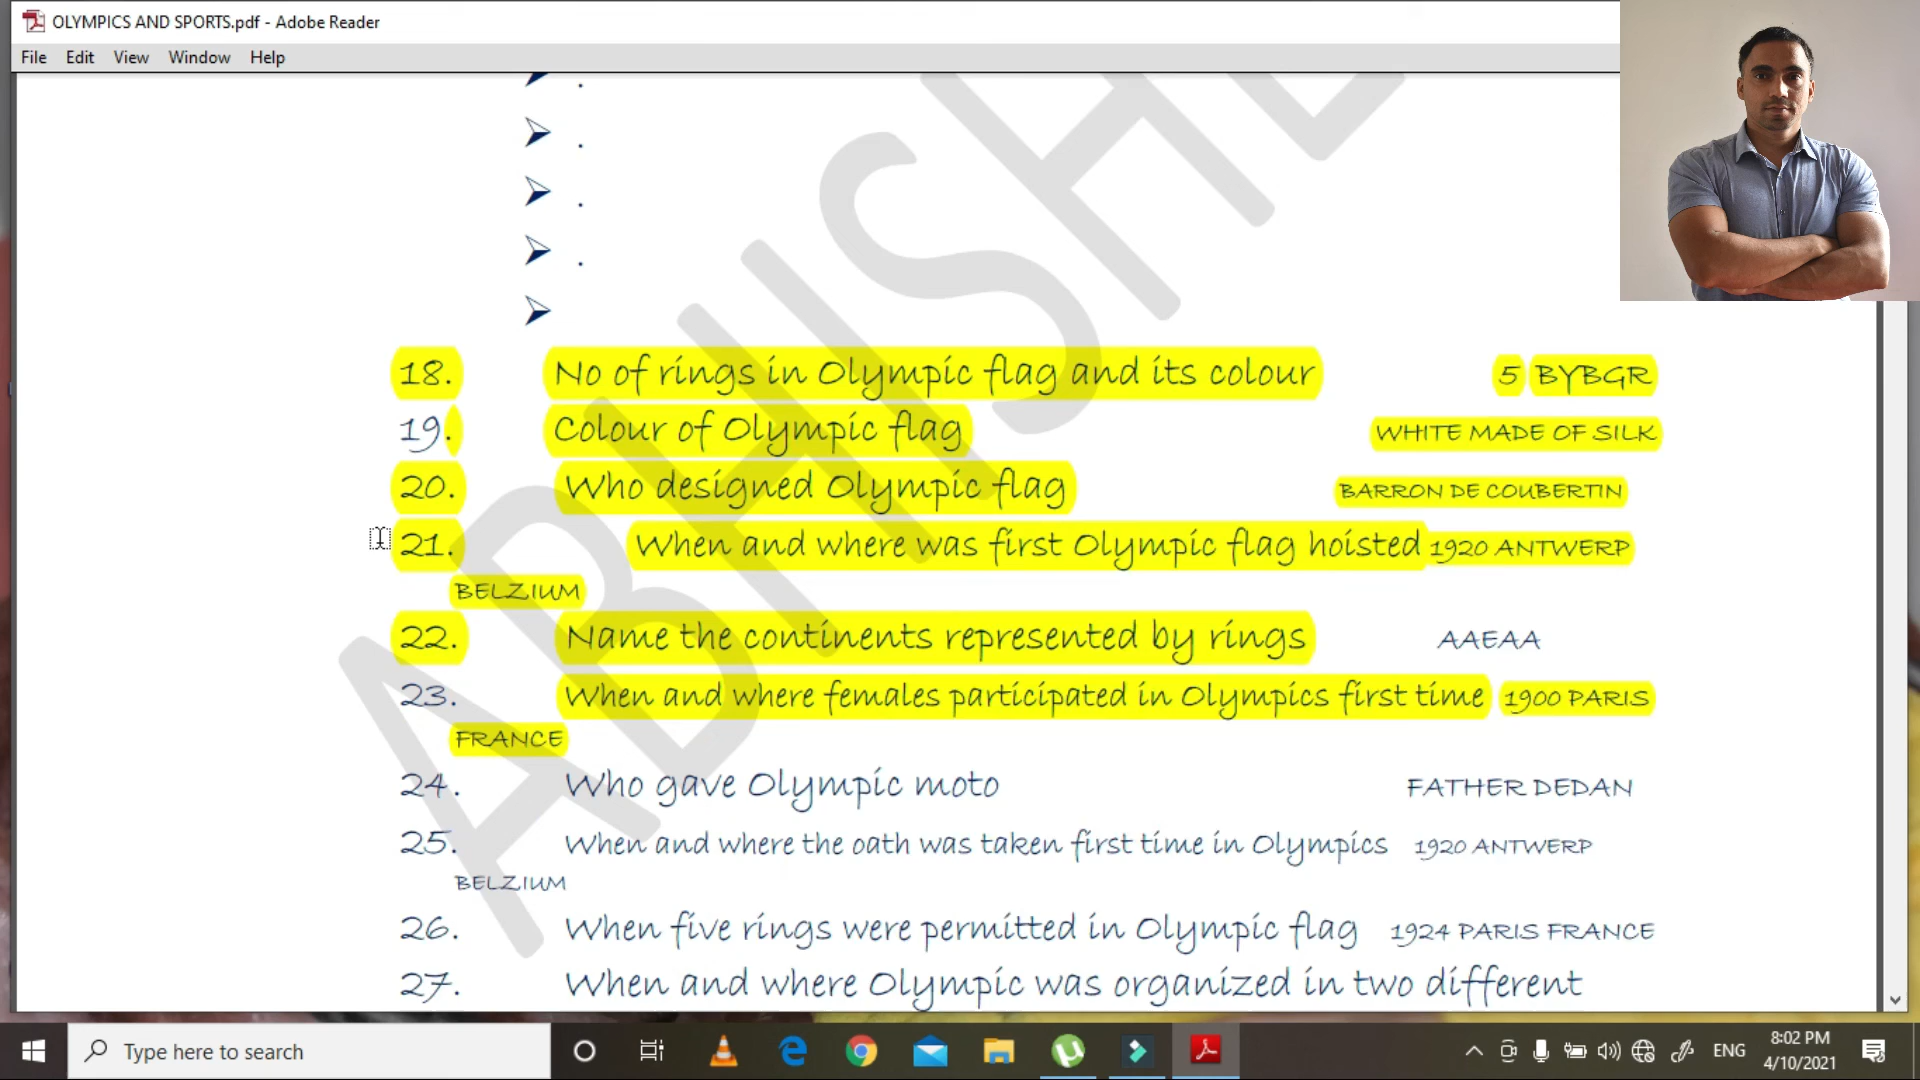 OLYMPICS AND SPORTS.pdf - Adobe Reader
File Edit View Window Help
.
.
.
.
18. No of rings in Olympic flag and its colour 5 BYBGR
19. Colour of Olympic flag WHITE MADE OF SILK
20. Who designed Olympic flag BARRON DE COUBERTIN
21. When and where was first Olympic flag hoisted 1920 ANTWERP
BELZIUM
22. Name the continents represented by rings AAEAA
23. When and where females participated in Olympics first time 1900 PARIS
FRANCE
24. Who gave Olympic moto FATHER DEDAN
25. When and where the oath was taken first time in Olympics 1920 ANTWERP
BELZIUM
26. When five rings were permitted in Olympic flag 1924 PARIS FRANCE
27. When and where Olympic was organized in two different
ABHISHE
Type here to search
ENG
8:02 PM
4/10/2021